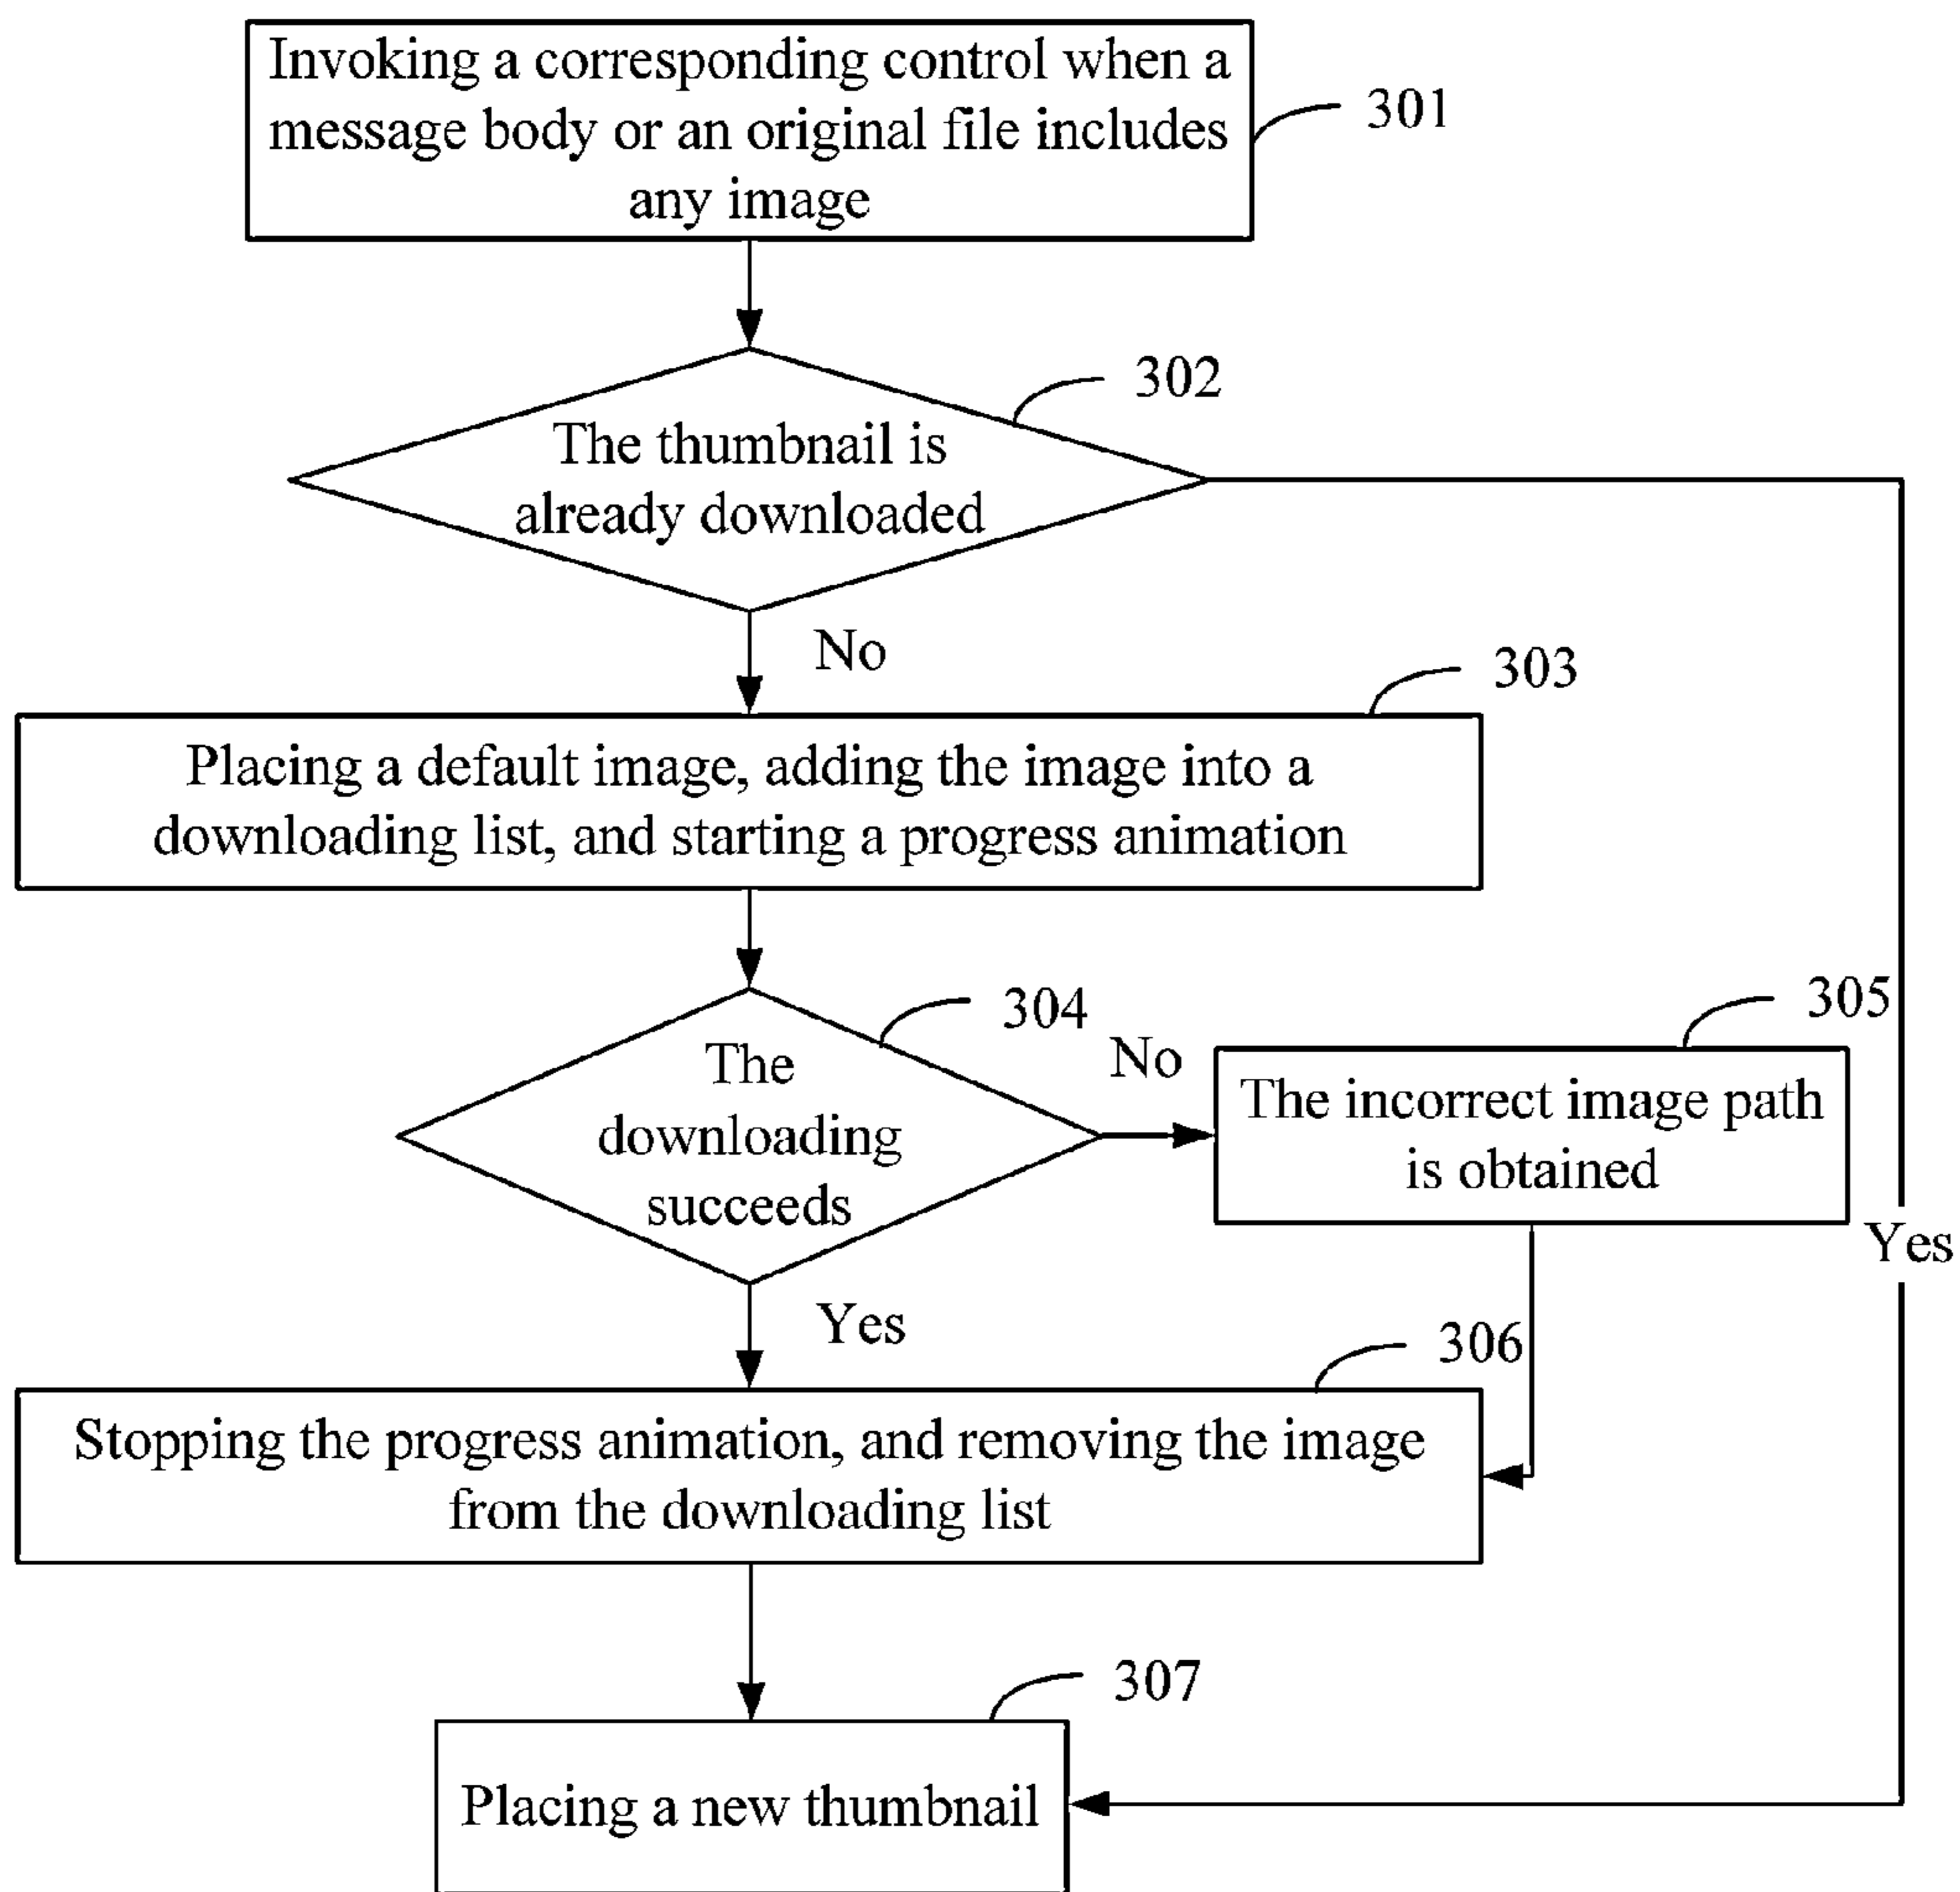 Invoking a corresponding control when a
message body or an original file includes
any image
301
302
The thumbnail is
already downloaded
No
303
Placing a default image, adding the image into a
downloading list, and starting a progress animation
304
305
The
downloading
succeeds
No
The incorrect image path
is obtained
Yes
Yes
306
Stopping the progress animation, and removing the image
from the downloading list
307
Placing a new thumbnail